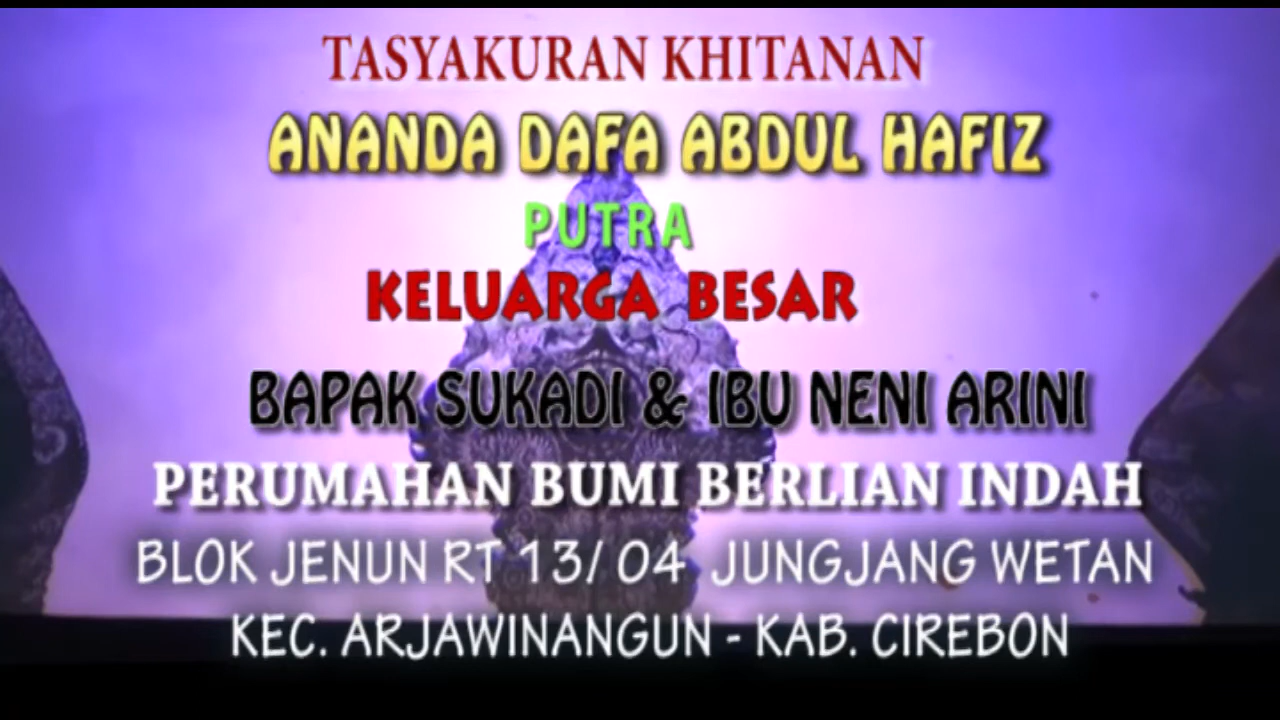 TASYAKURAN KHITANAN
ANANDA DAFA ABDUL HAFIZ
PUTRA
KELUARGA BESAR
BAPAK SUKADI & IBU NENI ARINI
PERUMAHAN BUMI BERLIAN INDAH
BLOK JENUN RT 13/ 04 JUNGJANG WETAN
KEC. ARJAWINANGUN - KAB. CIREBON